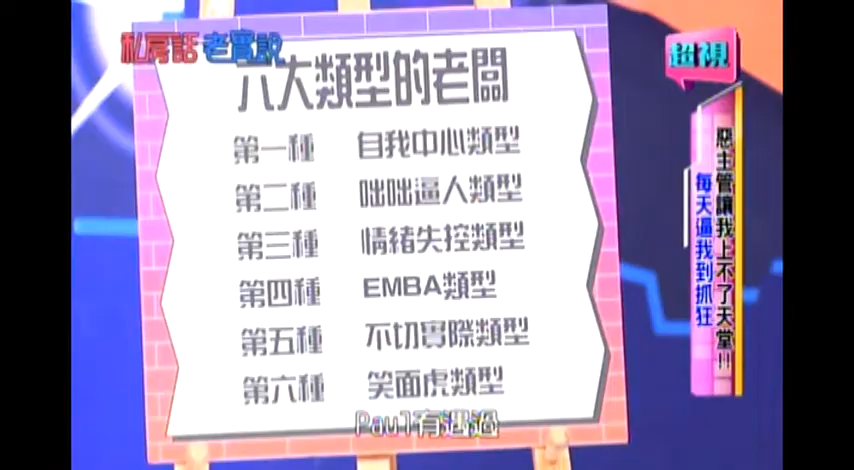 私房話老實說
超視
六大類型的老闆
第一種 自我中心類型
第二種 咄咄逼人類型
第三種 情緒失控類型
第四種 EMBA類型
第五種 不切實際類型
第六種 笑面虎類型
Paul有遇過
惡主管讓我上不了天堂!!
每天逼我到抓狂